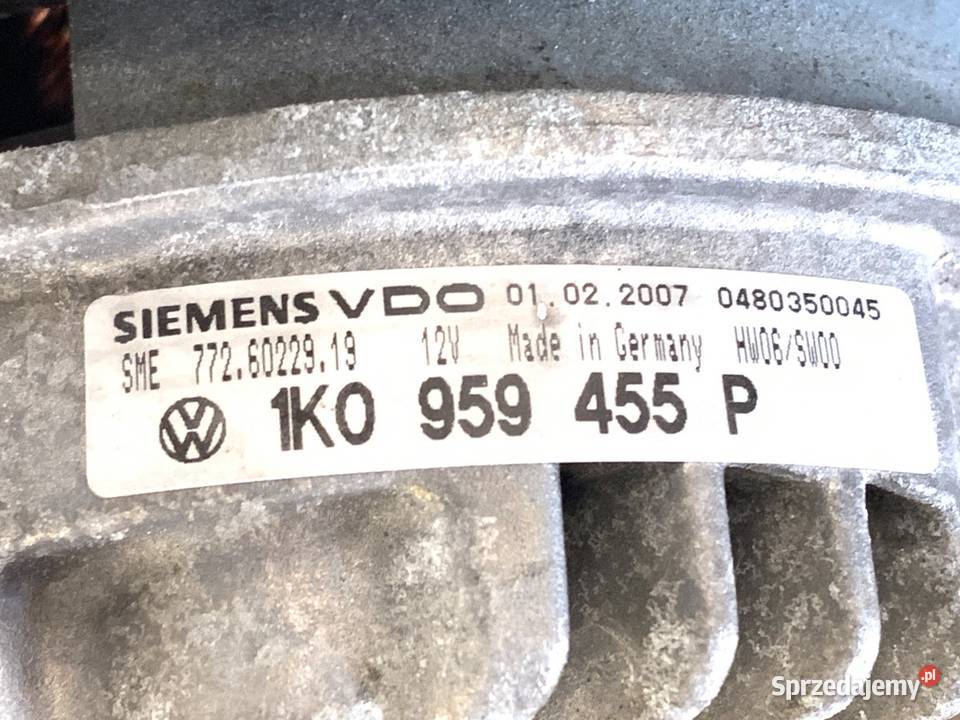 SIEMENS VDO 01.02.2007 0480350045
SME 772.60229.19 12V Made in Germany HW06/SW00
VW 1K0 959 455 P
Sprzedajemy.pl